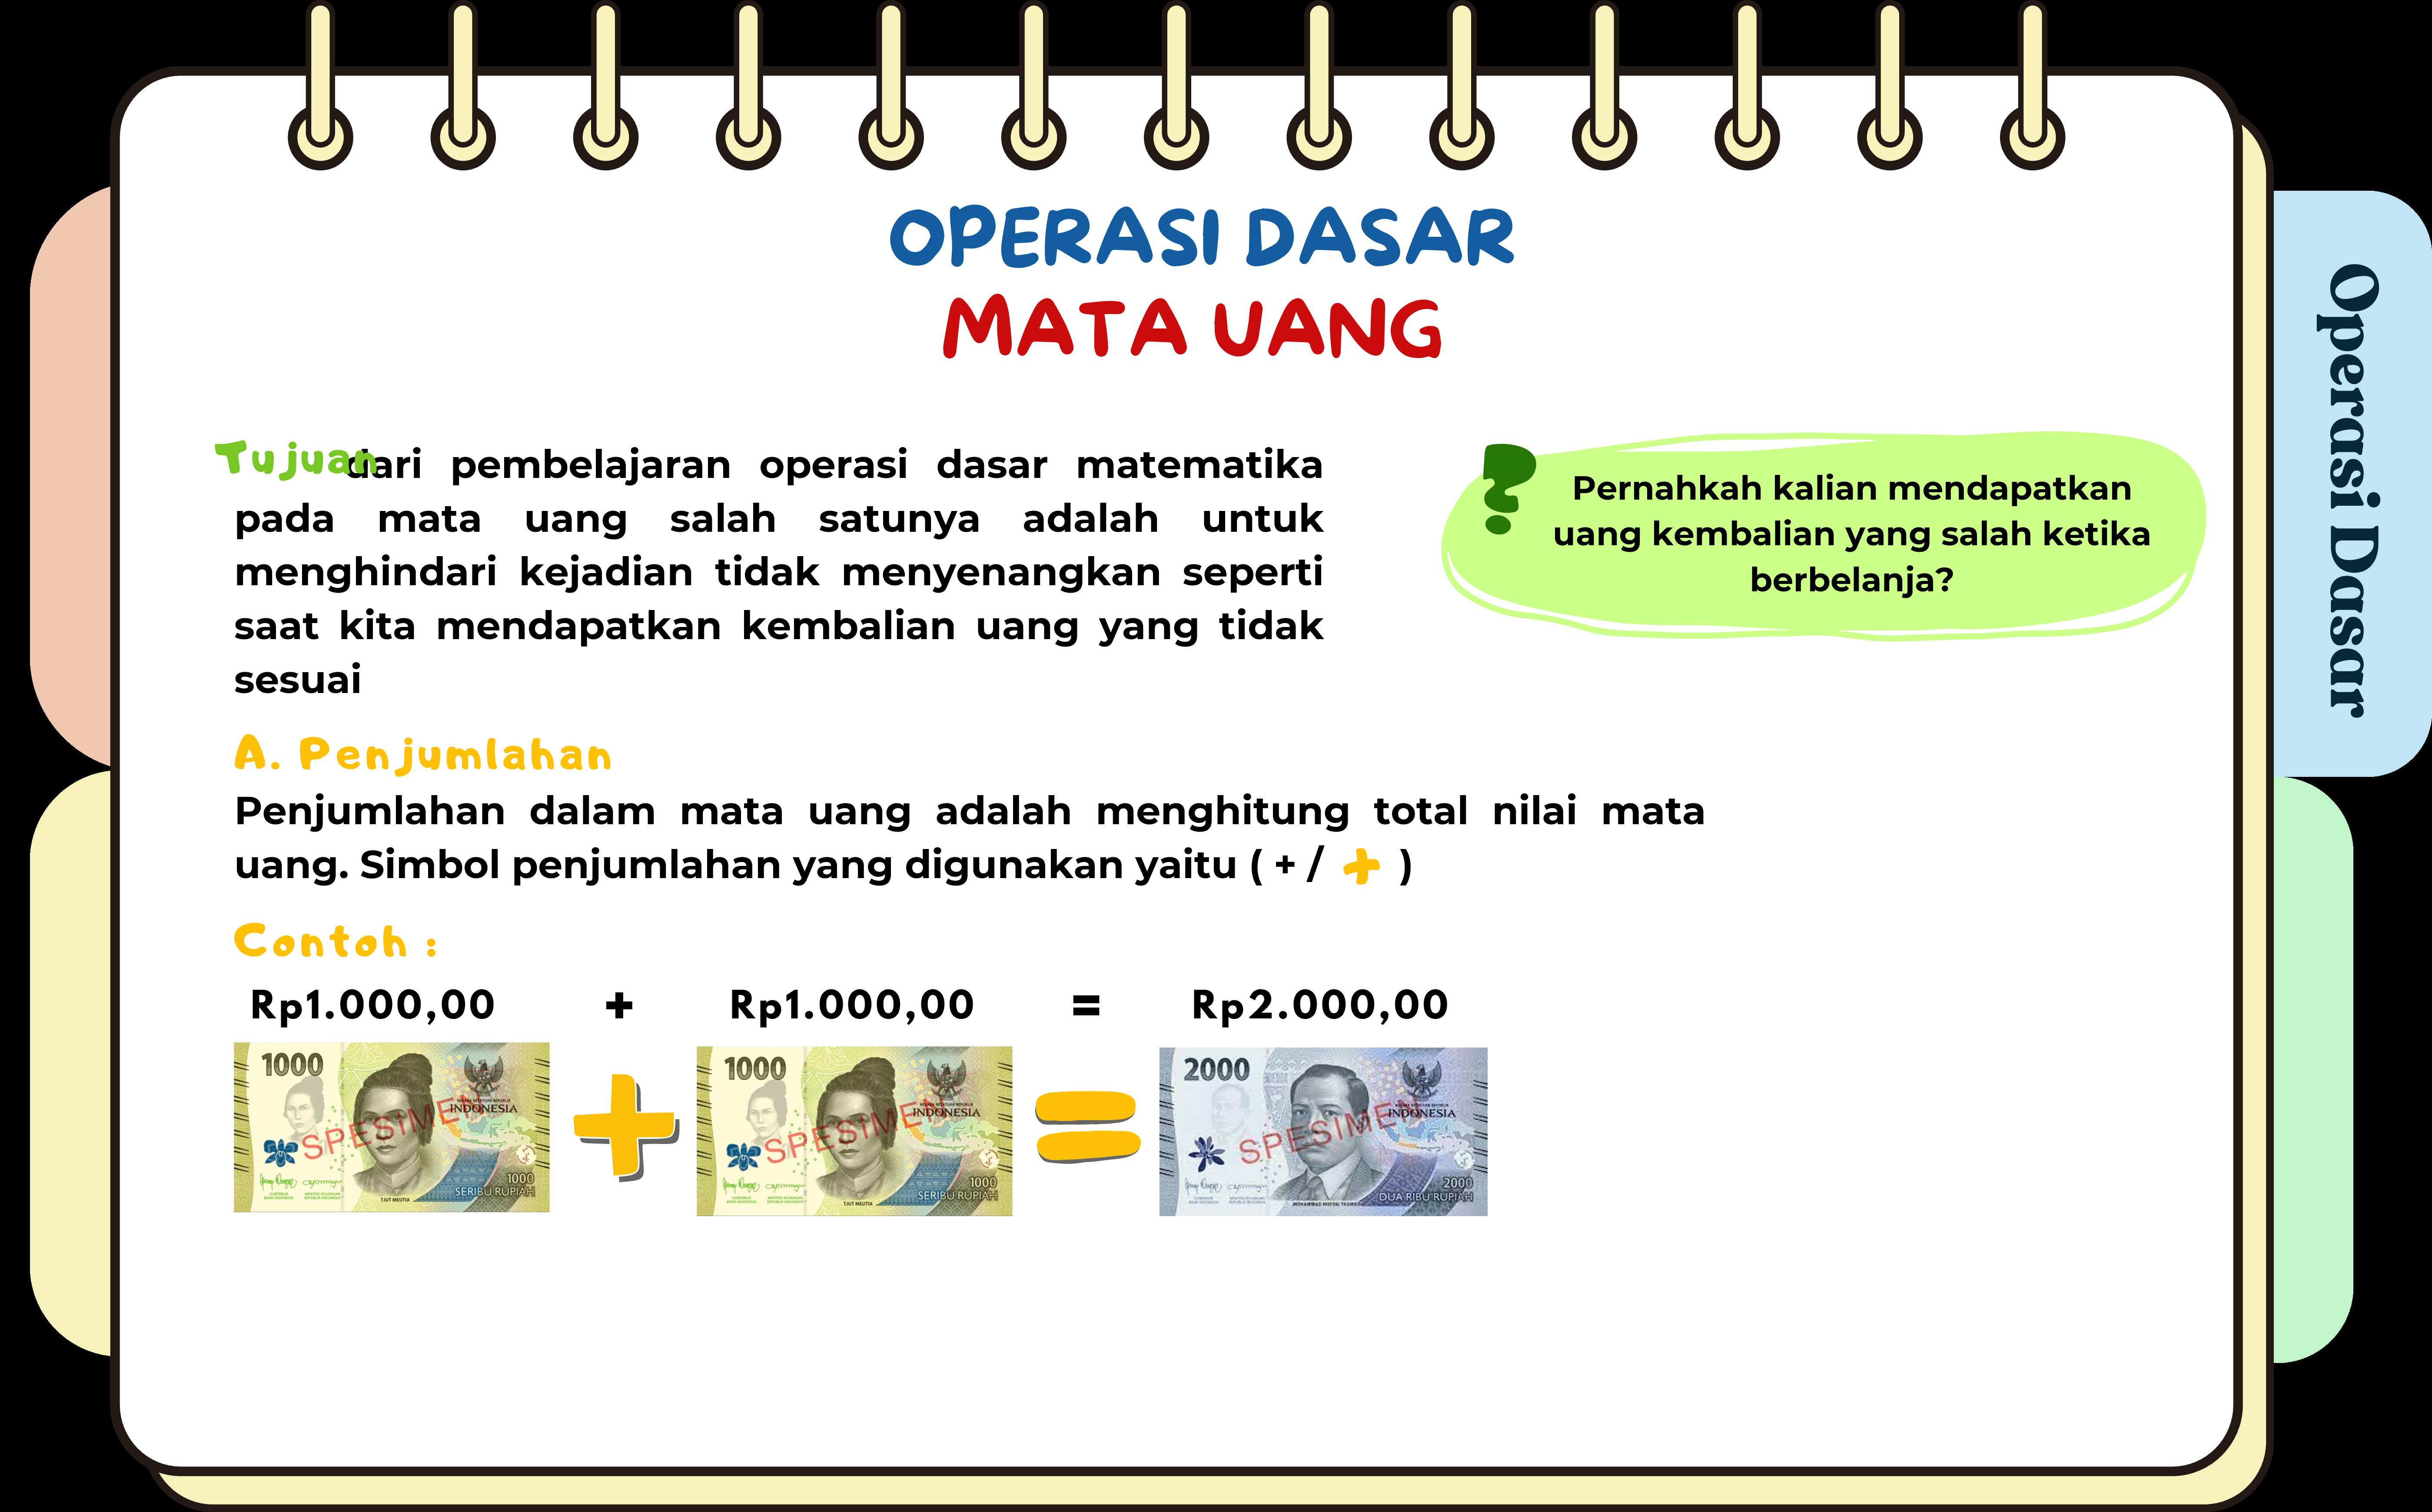 OPERASI DASAR
MATA UANG
Tujuan dari pembelajaran operasi dasar matematika
pada mata uang salah satunya adalah untuk
menghindari kejadian tidak menyenangkan seperti
saat kita mendapatkan kembalian uang yang tidak
sesuai
?
Pernahkah kalian mendapatkan
uang kembalian yang salah ketika
berbelanja?
Operasi Dasar
A. Penjumlahan
Penjumlahan dalam mata uang adalah menghitung total nilai mata
uang. Simbol penjumlahan yang digunakan yaitu ( + / + )
Contoh :
Rp1.000,00 + Rp1.000,00 = Rp2.000,00
1000
INDONESIA
SPESIMEN
TJUT MEUTIA
1000
SERIBU RUPIAH
+
1000
INDONESIA
SPESIMEN
TJUT MEUTIA
1000
SERIBU RUPIAH
=
2000
INDONESIA
SPESIMEN
2000
DUA RIBU RUPIAH